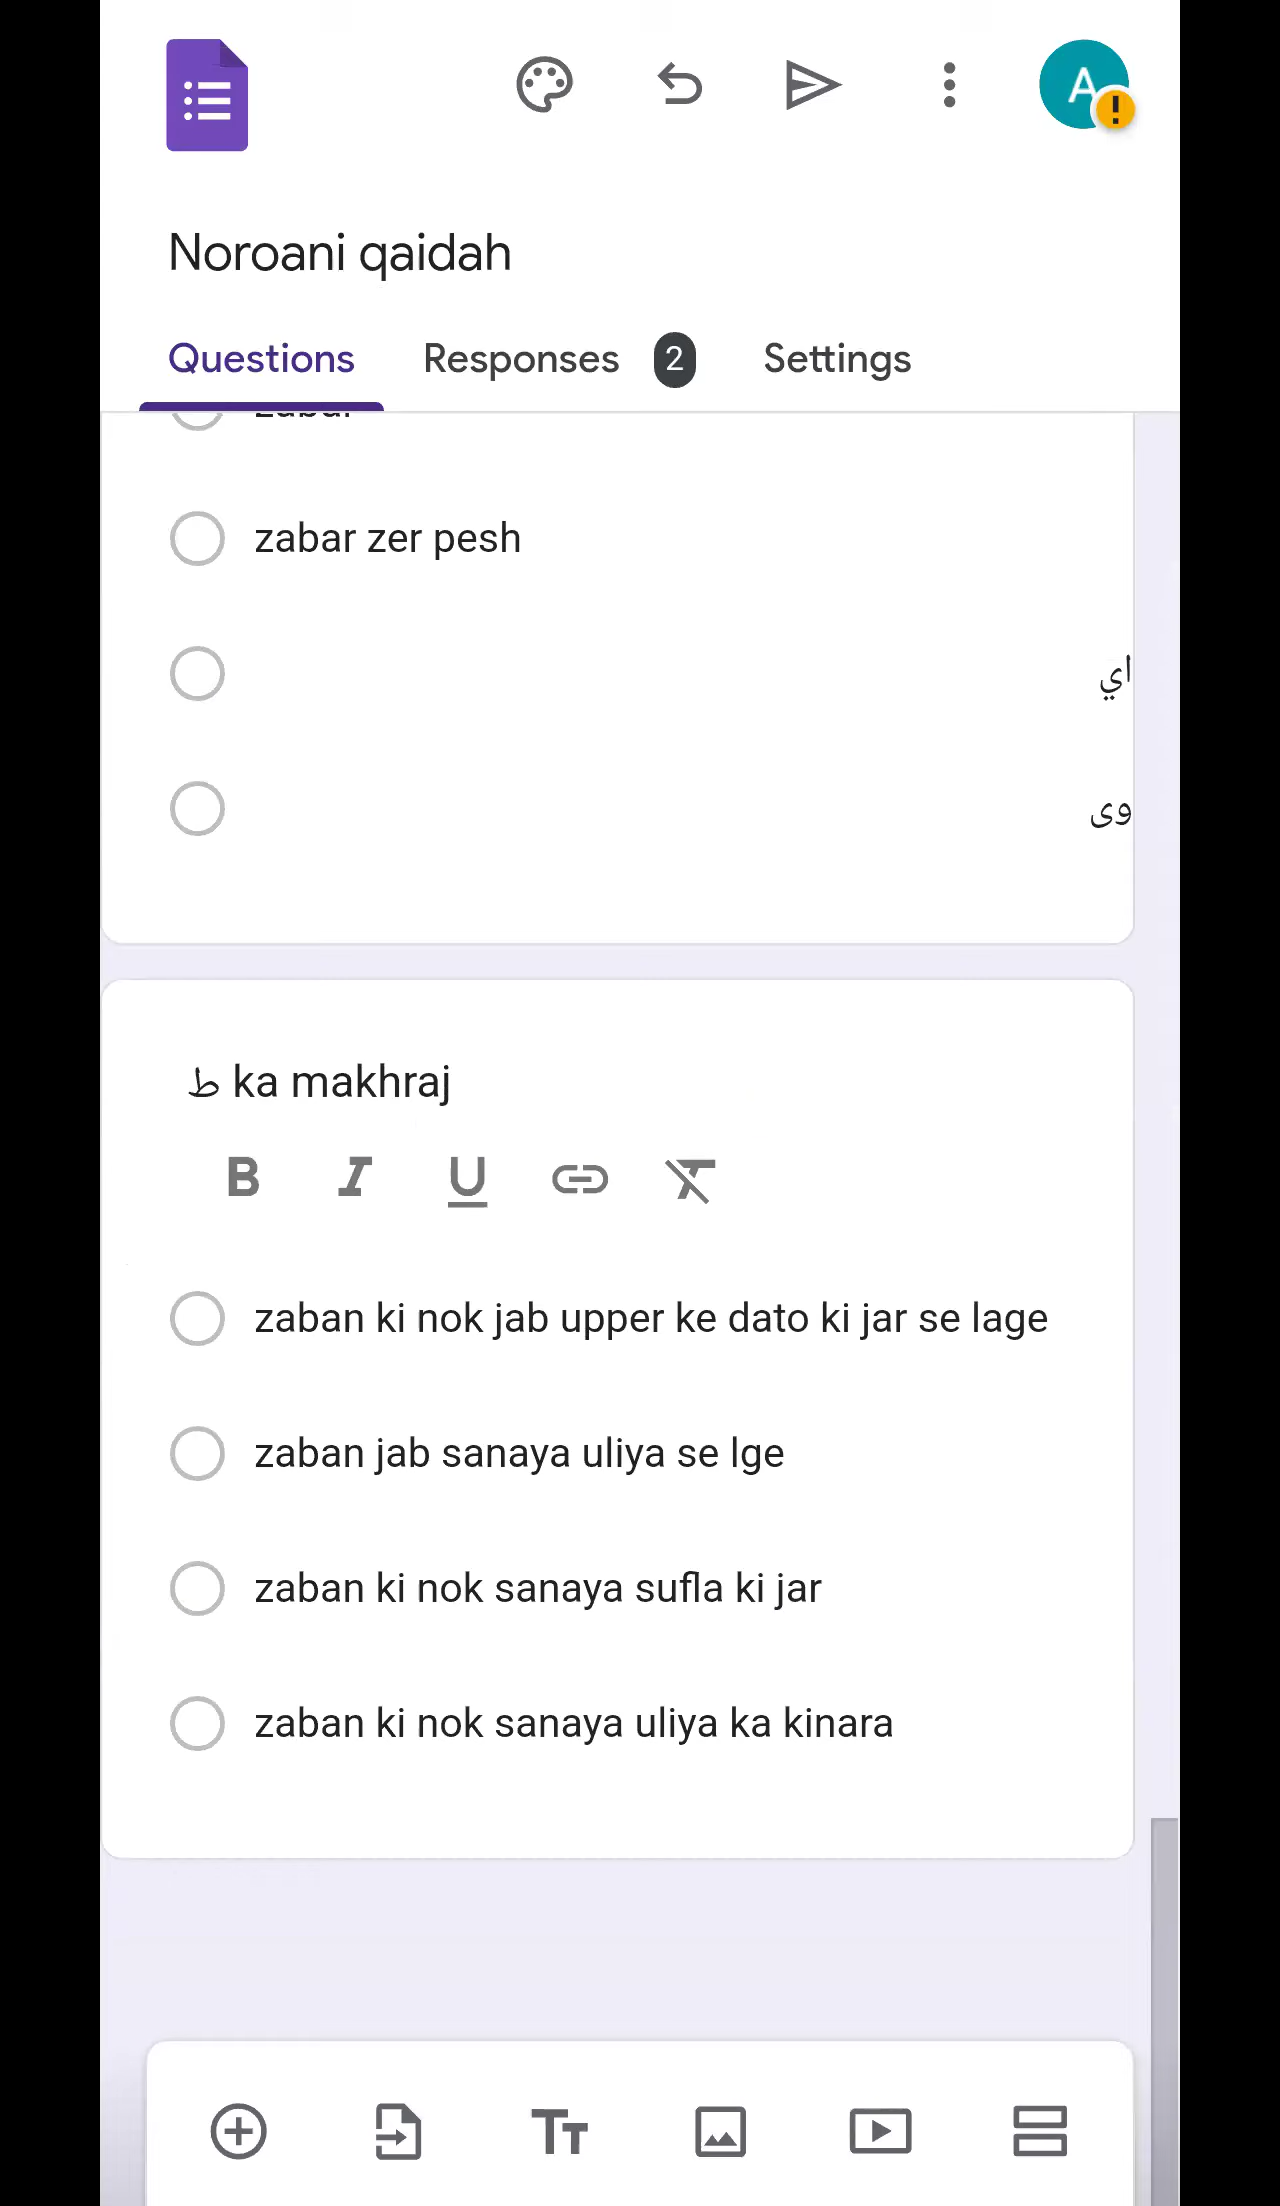 A
Noroani qaidah
Questions Responses 2 Settings
zabar zer pesh
اي
وی
ط ka makhraj
B I U
zaban ki nok jab upper ke dato ki jar se lage
zaban jab sanaya uliya se lge
zaban ki nok sanaya sufla ki jar
zaban ki nok sanaya uliya ka kinara
Tт